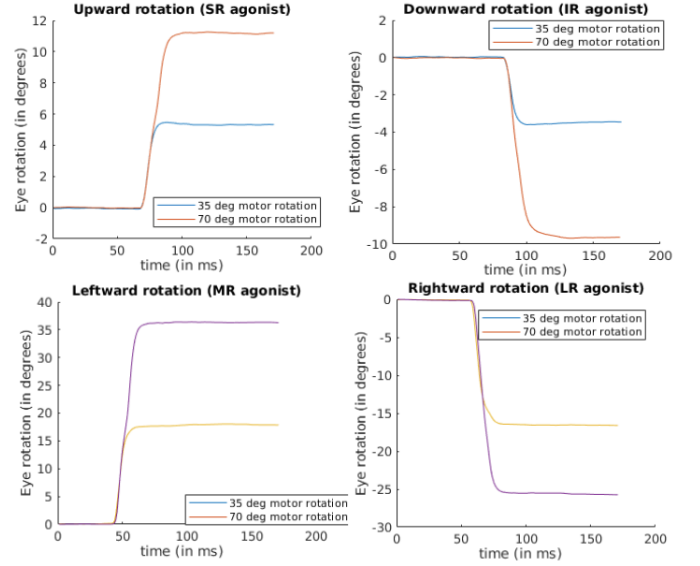 Upward rotation (SR agonist)
12
10
8
6
4
2
0
-2
Eye rotation (in degrees)
35 deg motor rotation
70 deg motor rotation
0
50
100
150
200
time (in ms)
Downward rotation (IR agonist)
2
0
-2
-4
-6
-8
-10
Eye rotation (in degrees)
35 deg motor rotation
70 deg motor rotation
0
50
100
150
200
time (in ms)
Leftward rotation (MR agonist)
40
35
30
25
20
15
10
5
0
Eye rotation (in degrees)
35 deg motor rotation
70 deg motor rotation
0
50
100
150
200
time (in ms)
Rightward rotation (LR agonist)
0
-5
-10
-15
-20
-25
-30
Eye rotation (in degrees)
35 deg motor rotation
70 deg motor rotation
0
50
100
150
200
time (in ms)